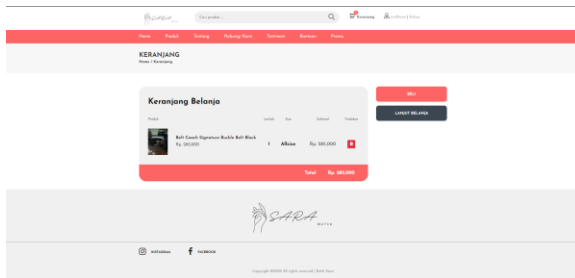 Cari produk...
Keranjang
Home Produk Tentang Hubungi Kami Testimoni Bantuan Promo
KERANJANG
Home / Keranjang
Keranjang Belanja
Produk Jumlah Size Subtotal Tindakan
Belt Coach Signature Buckle Belt Black
Rp. 585.000
1 Allsize Rp. 585.000
Total Rp. 585.000
BELI
LANJUT BELANJA
SARA
WATCH
INSTAGRAM FACEBOOK